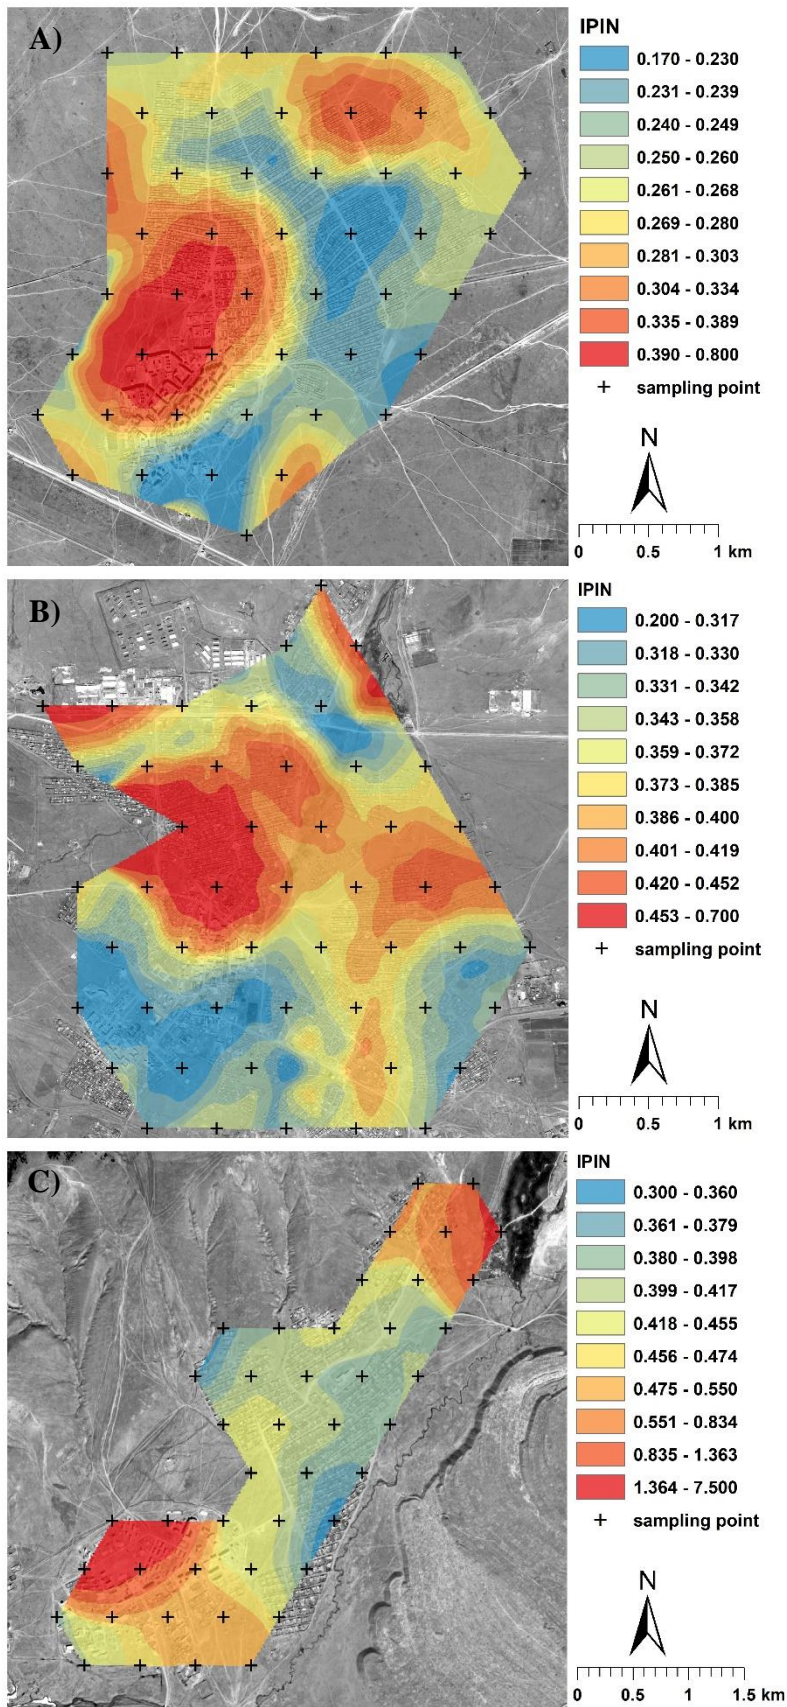 A)
IPIN
0.170 - 0.230
0.231 - 0.239
0.240 - 0.249
0.250 - 0.260
0.261 - 0.268
0.269 - 0.280
0.281 - 0.303
0.304 - 0.334
0.335 - 0.389
0.390 - 0.800
+ sampling point
N
0 0.5 1 km
B)
IPIN
0.200 - 0.317
0.318 - 0.330
0.331 - 0.342
0.343 - 0.358
0.359 - 0.372
0.373 - 0.385
0.386 - 0.400
0.401 - 0.419
0.420 - 0.452
0.453 - 0.700
+ sampling point
N
0 0.5 1 km
C)
IPIN
0.300 - 0.360
0.361 - 0.379
0.380 - 0.398
0.399 - 0.417
0.418 - 0.455
0.456 - 0.474
0.475 - 0.550
0.551 - 0.834
0.835 - 1.363
1.364 - 7.500
+ sampling point
N
0 0.5 1 1.5 km